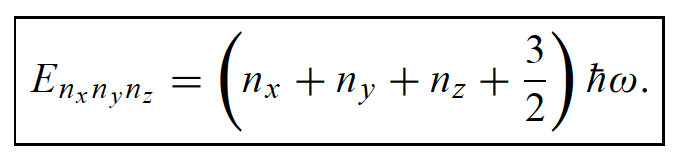 $E_{n_x n_y n_z} = \left( n_x + n_y + n_z + \frac{3}{2} \right) \hbar\omega.$